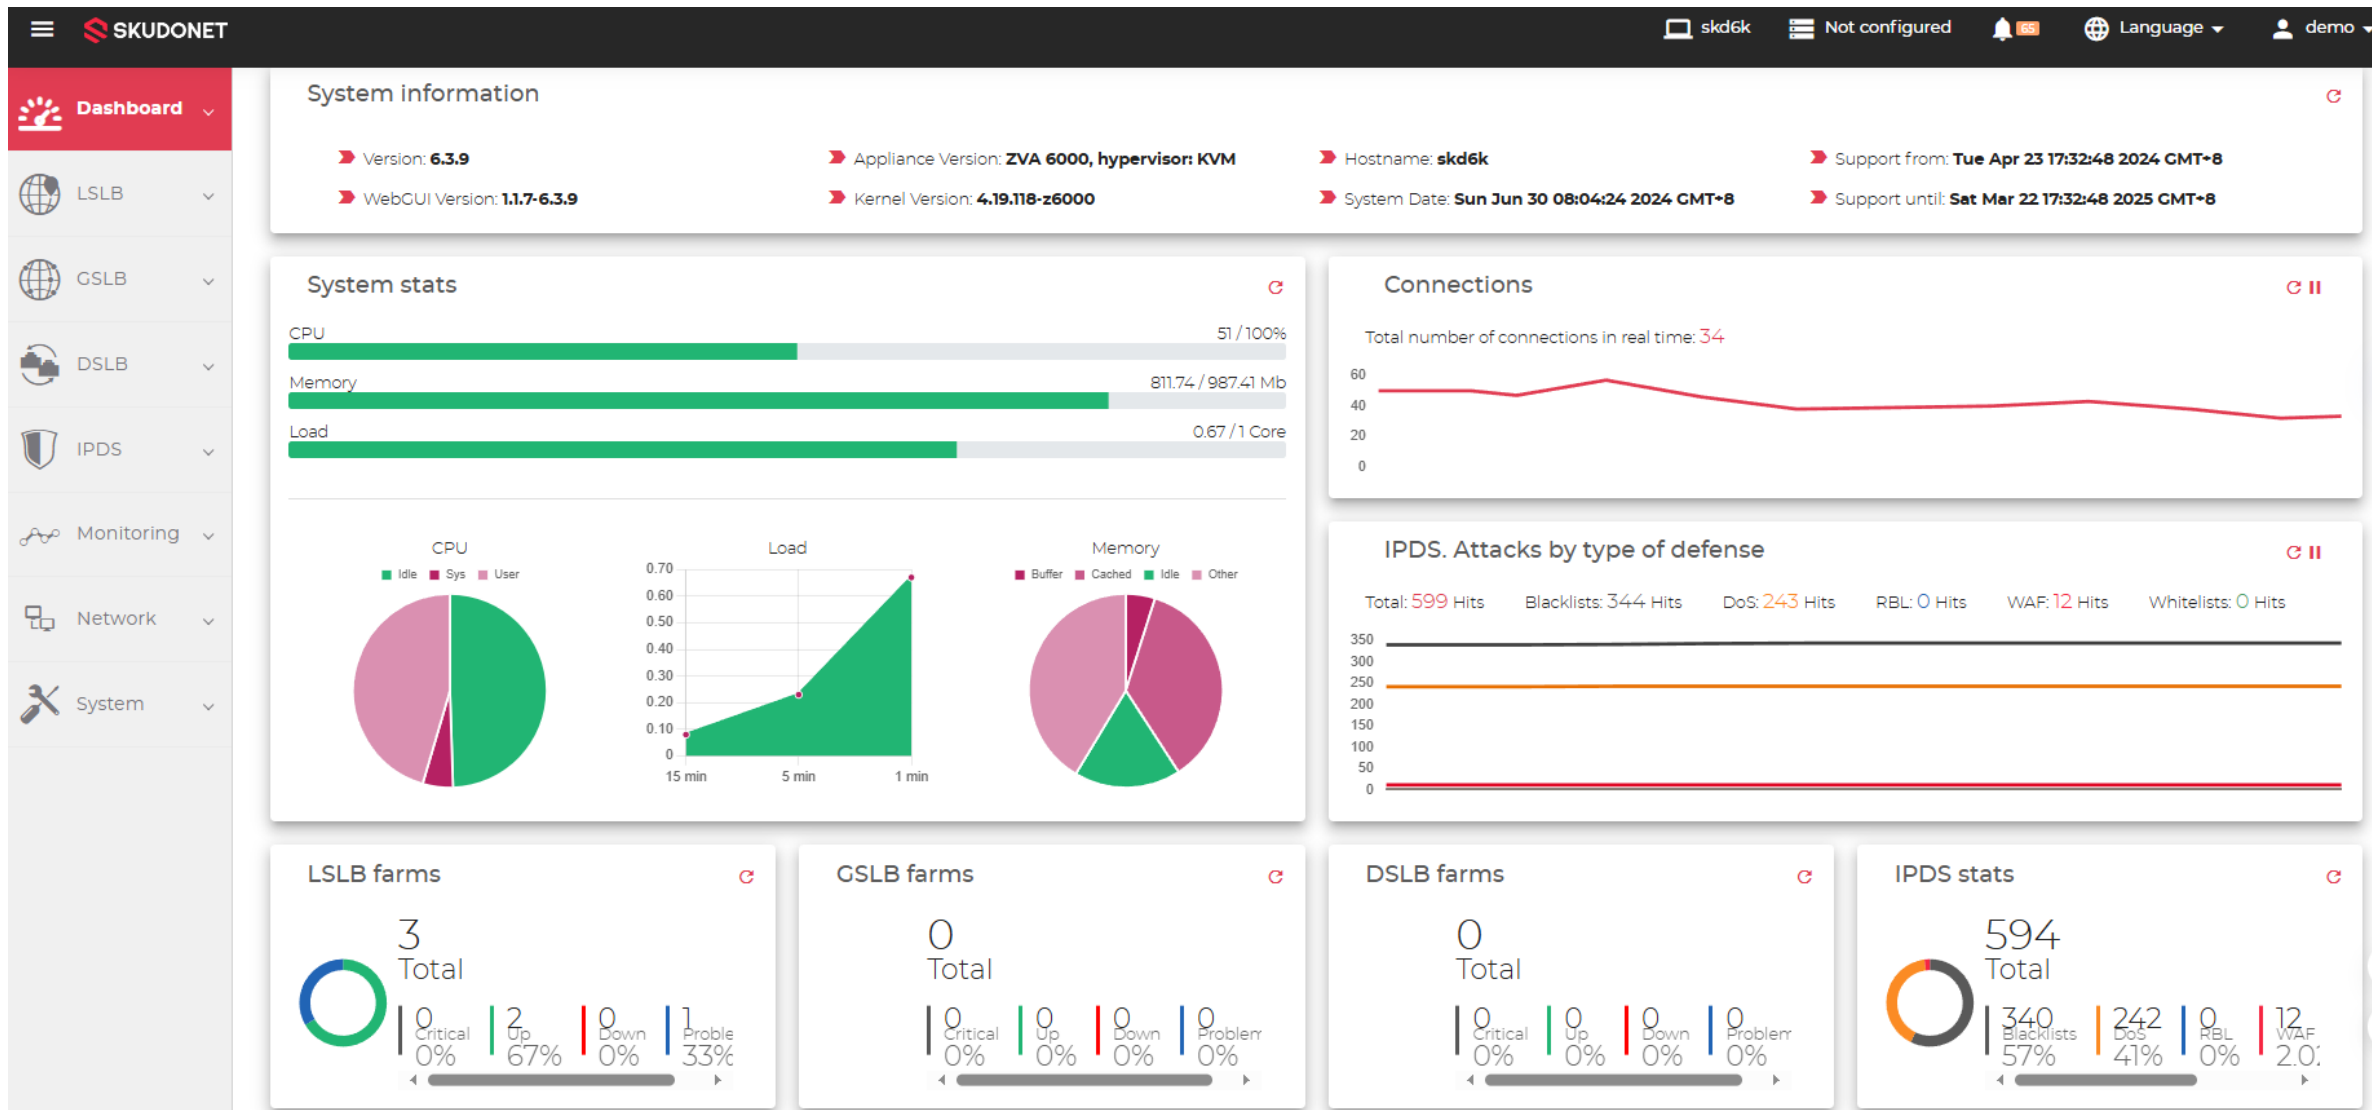 SKUDONET
skd6k
Not configured
65
Language
demo
Dashboard
LSLB
GSLB
DSLB
IPDS
Monitoring
Network
System
System information
Version: 6.3.9
Appliance Version: ZVA 6000, hypervisor: KVM
Hostname: skd6k
Support from: Tue Apr 23 17:32:48 2024 GMT+8
WebGUI Version: 1.1.7-6.3.9
Kernel Version: 4.19.118-z6000
System Date: Sun Jun 30 08:04:24 2024 GMT+8
Support until: Sat Mar 22 17:32:48 2025 GMT+8
System stats
CPU 51 / 100%
Memory 811.74 / 987.41 Mb
Load 0.67 / 1 Core
CPU
Idle Sys User
Load
0.70
0.60
0.50
0.40
0.30
0.20
0.10
0
15 min 5 min 1 min
Memory
Buffer Cached Idle Other
Connections
Total number of connections in real time: 34
60
40
20
0
IPDS. Attacks by type of defense
Total: 599 Hits Blacklists: 344 Hits DoS: 243 Hits RBL: 0 Hits WAF: 12 Hits Whitelists: 0 Hits
350
300
250
200
150
100
50
0
LSLB farms
3
Total
0 2 0 1
Critical Up Down Proble
0% 67% 0% 33%
GSLB farms
0
Total
0 0 0 0
Critical Up Down Problem
0% 0% 0% 0%
DSLB farms
0
Total
0 0 0 0
Critical Up Down Problem
0% 0% 0% 0%
IPDS stats
594
Total
340 242 0 12
Blacklists DoS RBL WAF
57% 41% 0% 2.02